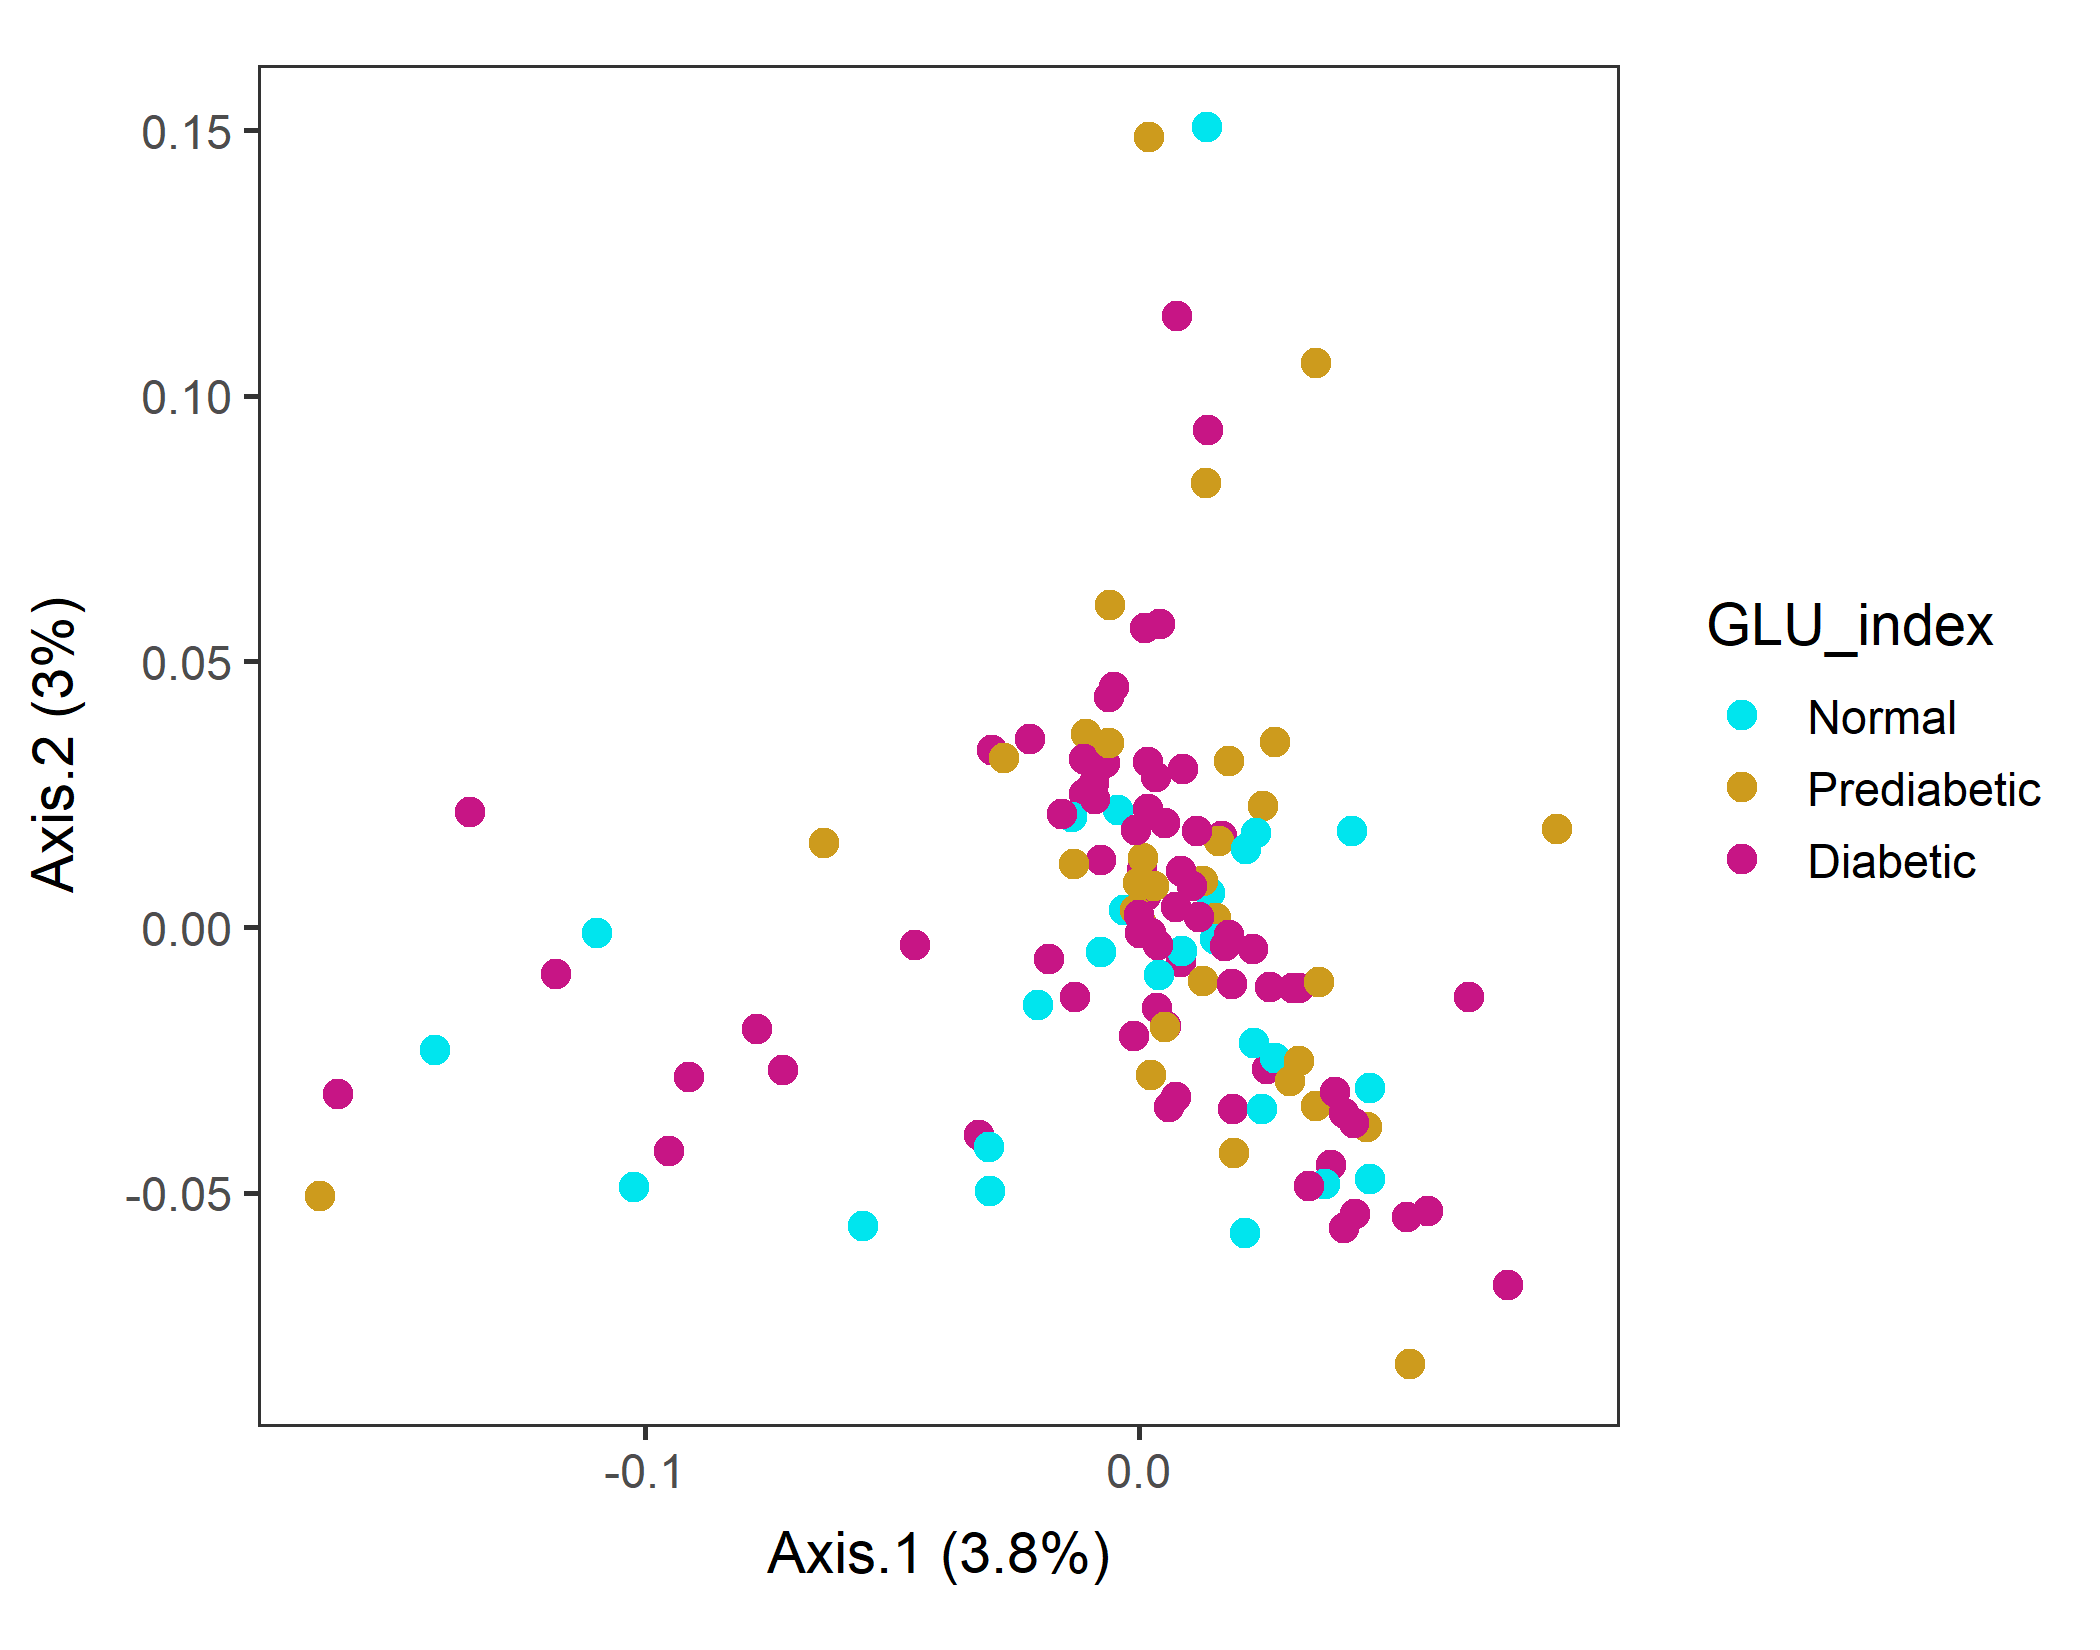 0.15
0.10
0.05
0.00
-0.05
Axis.2 (3%)
-0.1
0.0
Axis.1 (3.8%)
GLU_index
Normal
Prediabetic
Diabetic